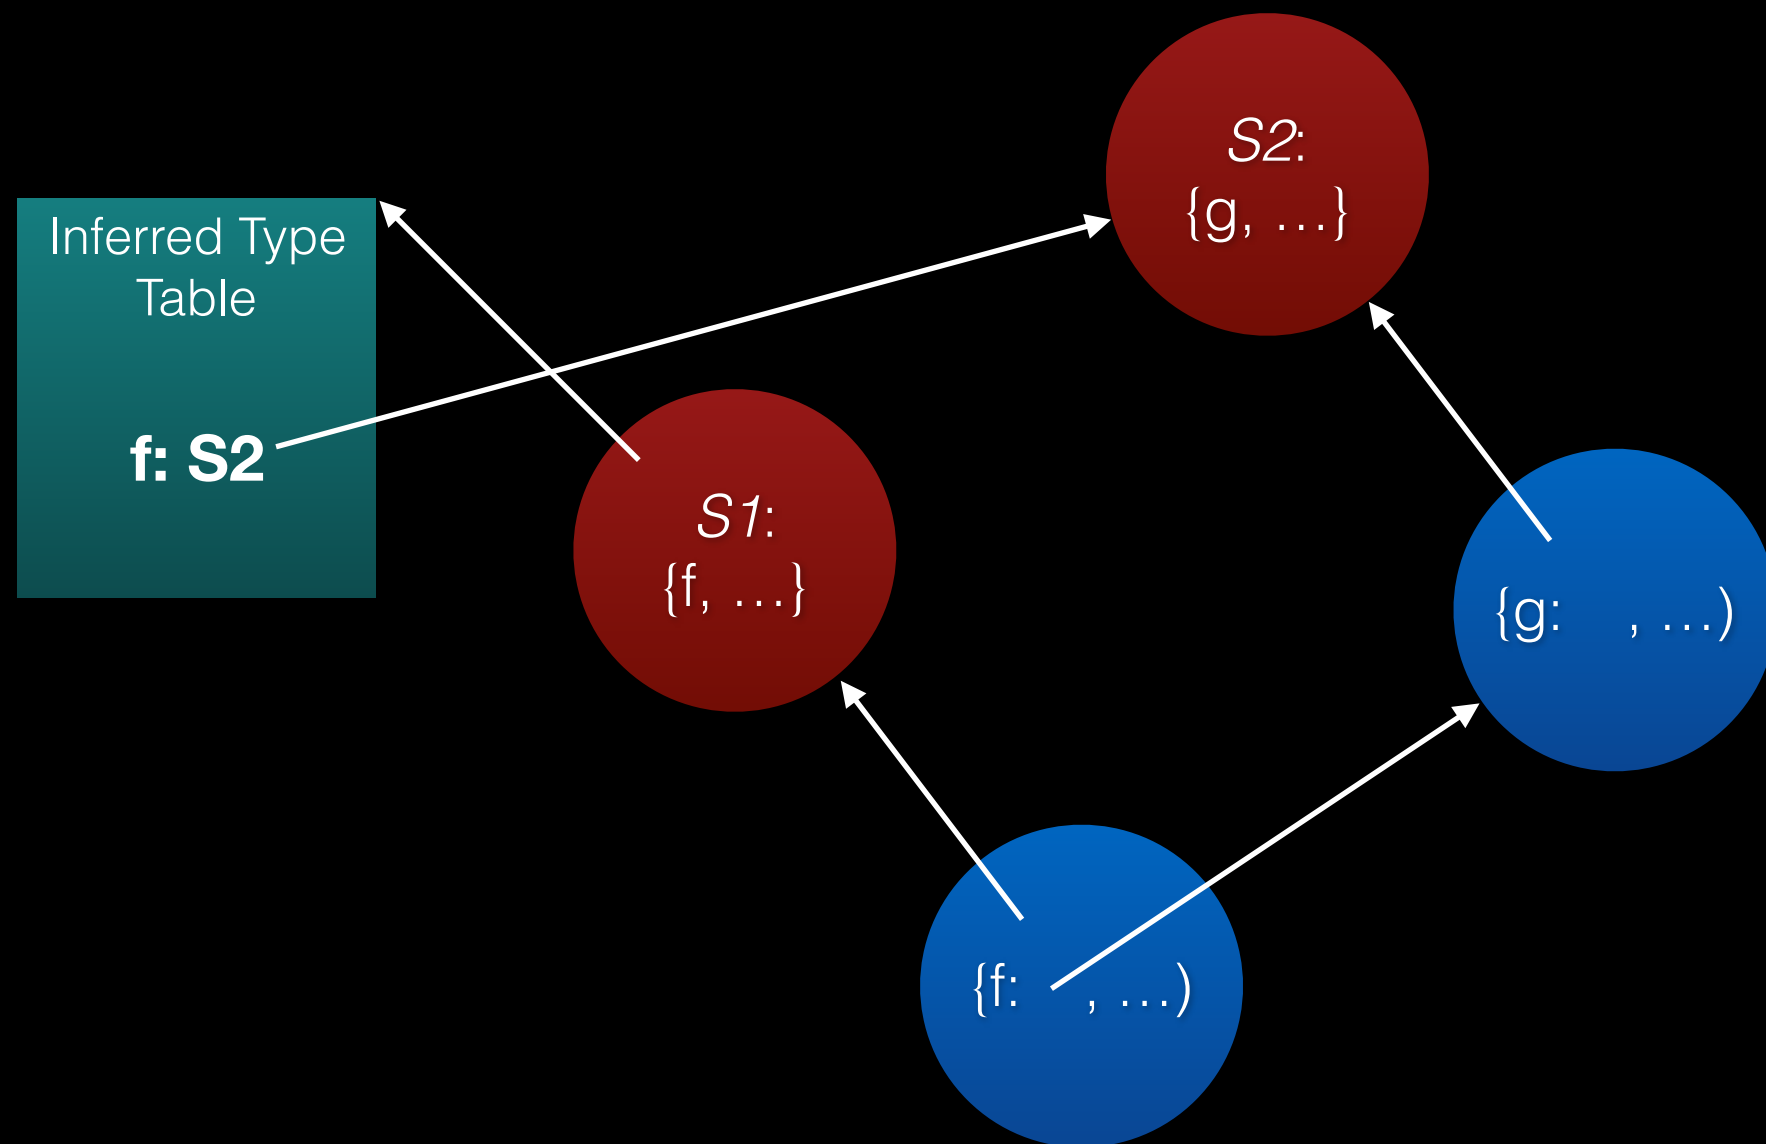 Inferred Type
Table
f: S2
S2:
{g, …}
S1:
{f, …}
{g: , …)
{f: , …)